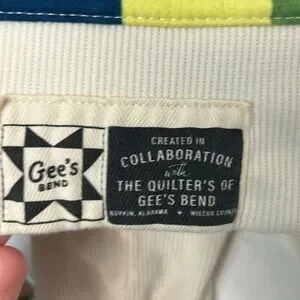 Gee's
BEND
CREATED IN
COLLABORATION
with
THE QUILTER'S OF
GEE'S BEND
BOYKIN, ALABAMA • WILCOX COUNTY